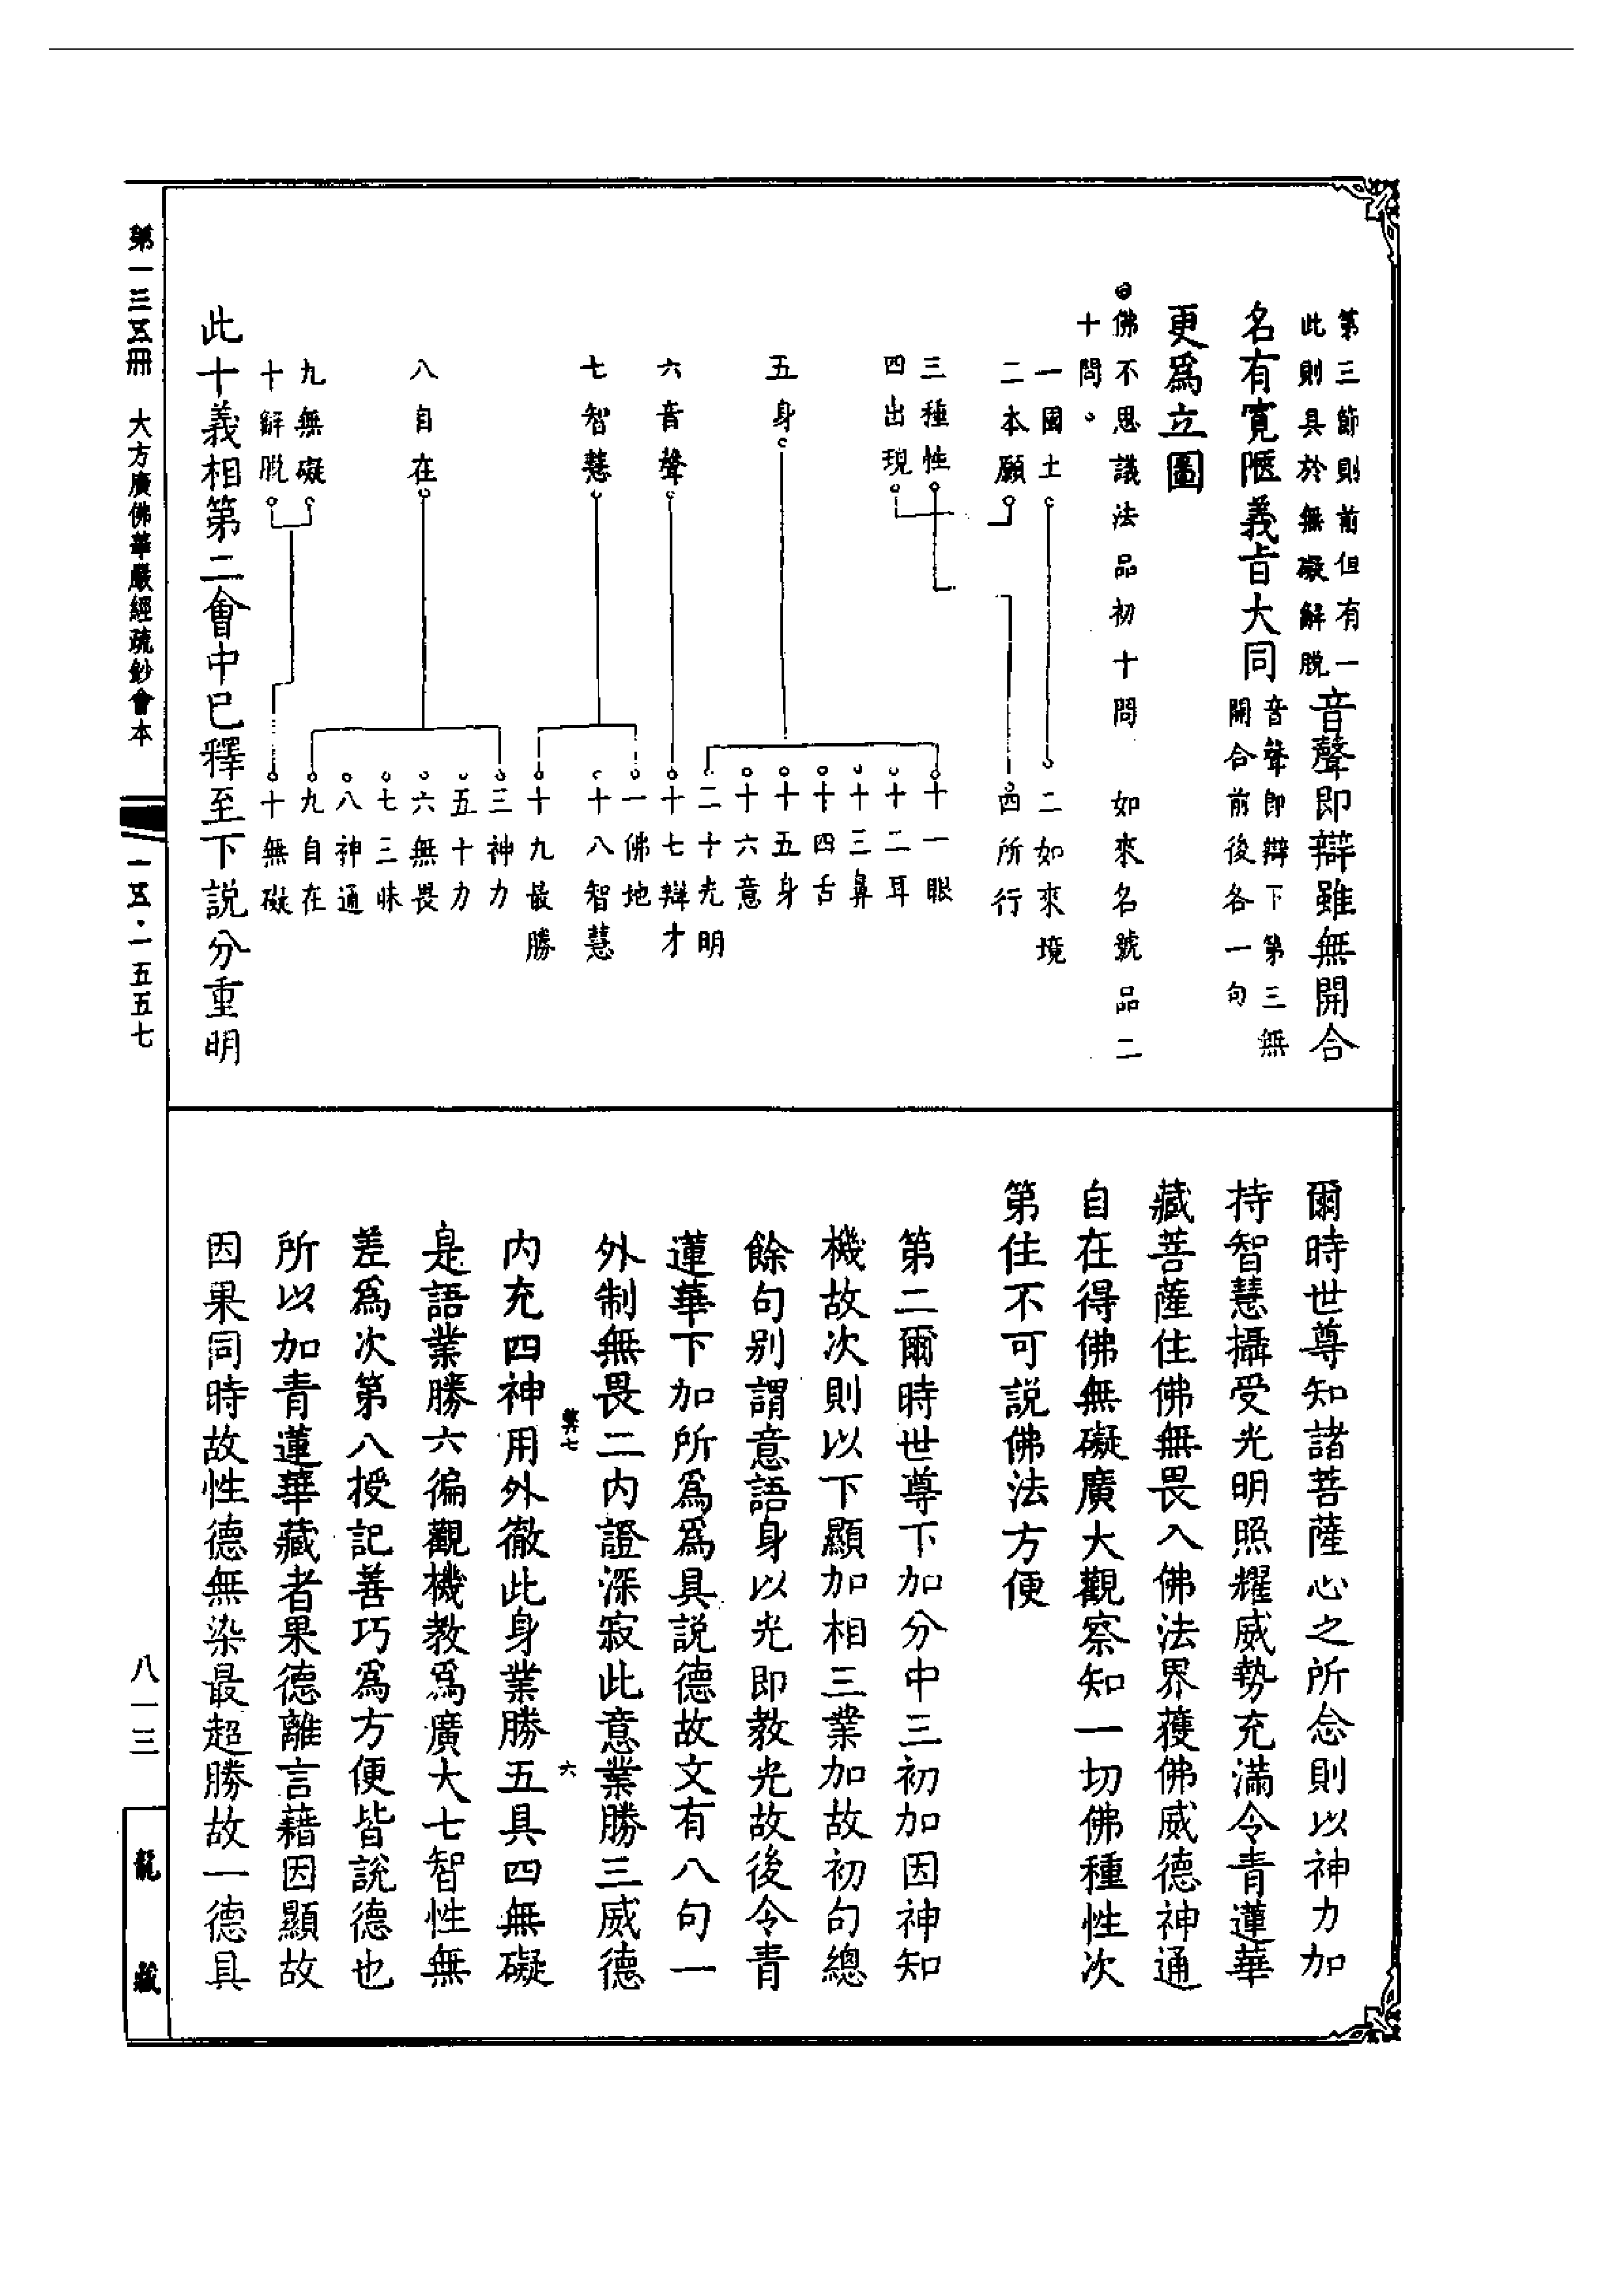 第三節則前但有一
此則具於無礙解脫
音聲即辯雖無開合
名有寬陿義旨大同
音聲即辯下第三無
開合前後各一句
更為立圖
佛不思議法品初十問 如來名號品二
十問。
一國土
二本願
三種性
四出現
五身
六音聲
七智慧
八自在
九無礙
十解脫
二如來境
四所行
十一眼
十二耳
十三鼻
十四舌
十五身
十六意
二十光明
十七辯才
一佛地
十八智慧
十九最勝
三神力
五十力
六無畏
七三昧
八神通
九自在
十無礙
此十義相第二會中已釋至下說分重明
爾時世尊知諸菩薩心之所念則以神力加
持智慧攝受光明照耀威勢充滿令青蓮華
藏菩薩住佛無畏入佛法界獲佛威德神通
自在得佛無礙廣大觀察知一切佛種性次
第住不可說佛法方便
第二爾時世尊下加分中三初加因神知
機故次則以下顯加相三業加故初句總
餘句別謂意語身以光即教光故後令青
蓮華下加所為為具說德故文有八句一
外制無畏二內證深寂此意業勝三威德
弊七
六
內充四神用外徹此身業勝五具四無礙
是語業勝六徧觀機教為廣大七智性無
差為次第八授記善巧為方便皆說德也
所以加青蓮華藏者果德離言藉因顯故
因果同時故性德無染最超勝故一德具
第一三五冊 大方廣佛華嚴經疏鈔會本 一五·一五五七
八一三
龍藏